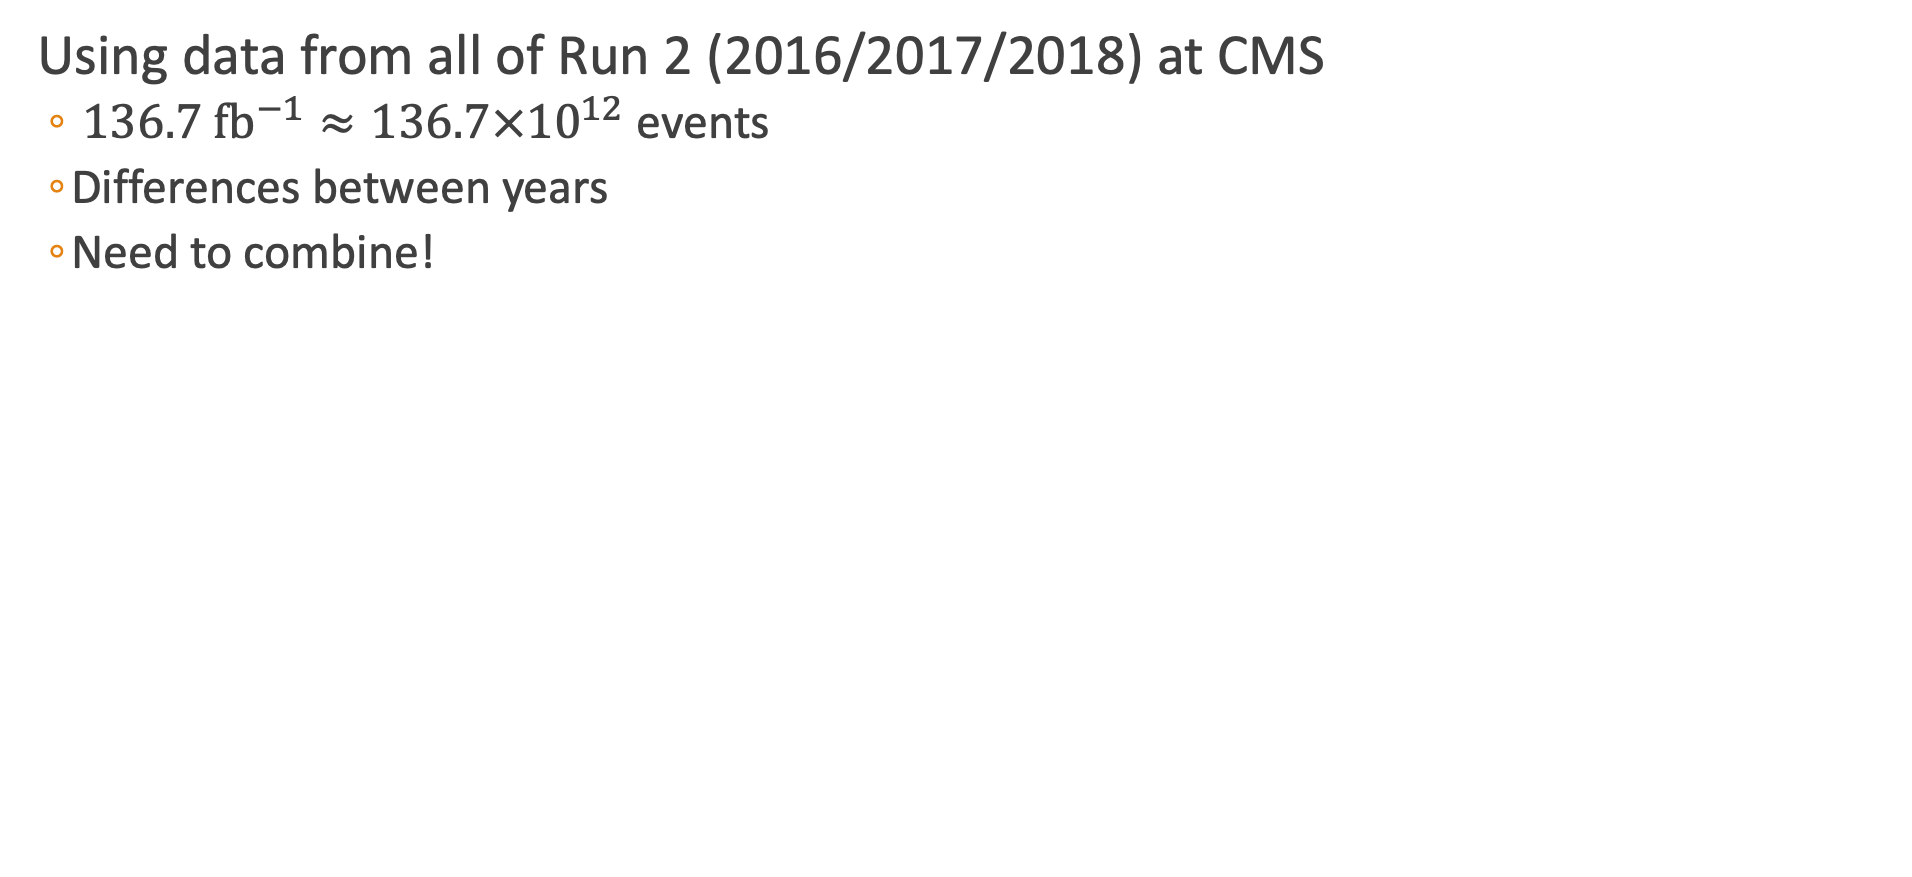 Using data from all of Run 2 (2016/2017/2018) at CMS
◦ 136.7 fb⁻¹ ≈ 136.7×10¹² events
◦ Differences between years
◦ Need to combine!